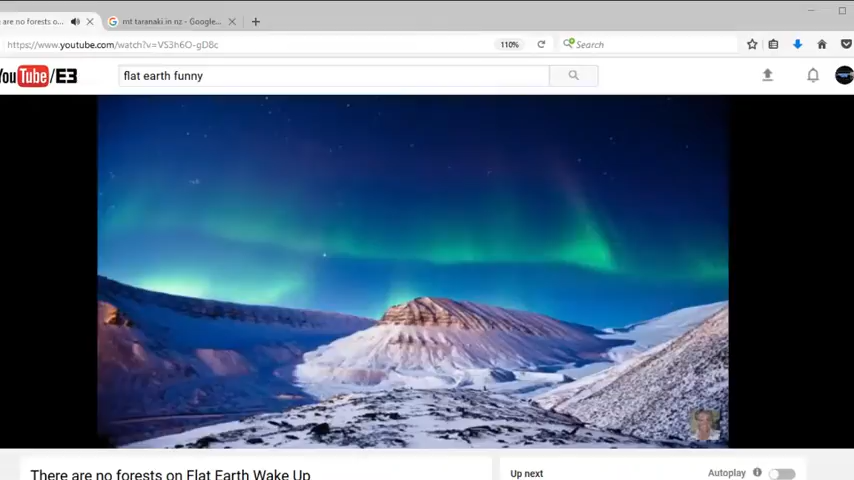 are no forests o...
mt taranaki in nz - Google...
https://www.youtube.com/watch?v=VS3h6O-gD8c
110%
Search
YouTube/E3
flat earth funny
There are no forests on Flat Earth Wake Up
Up next
Autoplay